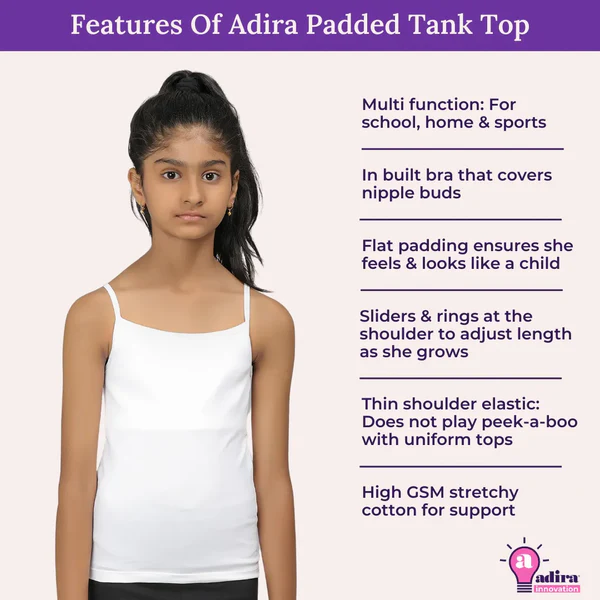 Features Of Adira Padded Tank Top
Multi function: For
school, home & sports
In built bra that covers
nipple buds
Flat padding ensures she
feels & looks like a child
Sliders & rings at the
shoulder to adjust length
as she grows
Thin shoulder elastic:
Does not play peek-a-boo
with uniform tops
High GSM stretchy
cotton for support
a
adira
innovation